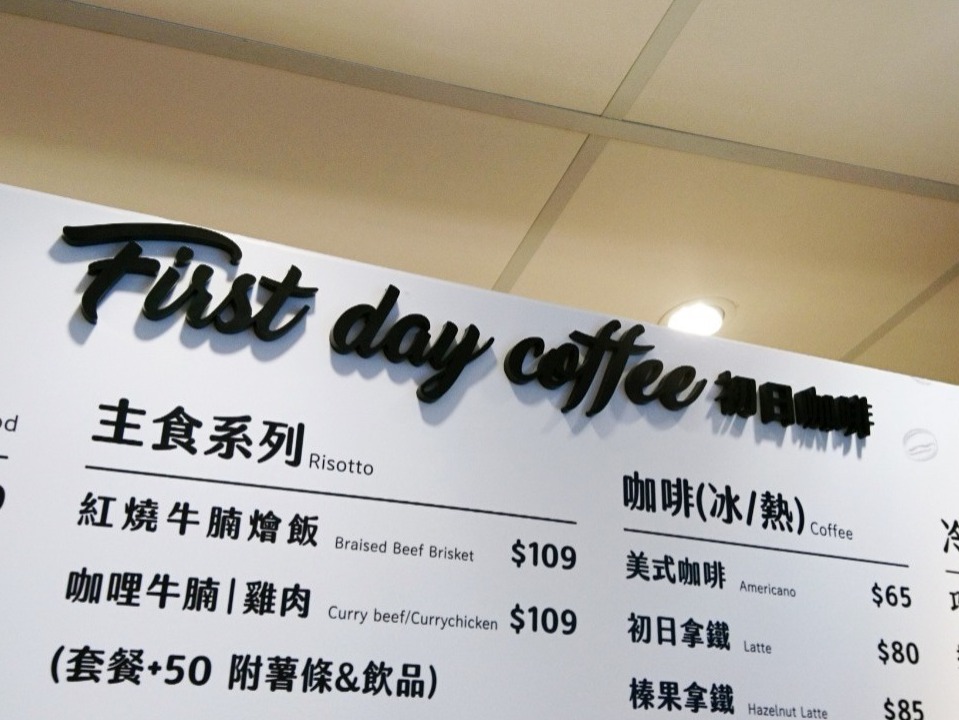 First day coffee 初日咖啡
主食系列 Risotto
紅燒牛腩燴飯 Braised Beef Brisket $109
咖哩牛腩|雞肉 Curry beef/Currychicken $109
(套餐+50 附薯條&飲品)
咖啡(冰/熱) Coffee
美式咖啡 Americano $65
初日拿鐵 Latte $80
榛果拿鐵 Hazelnut Latte $85